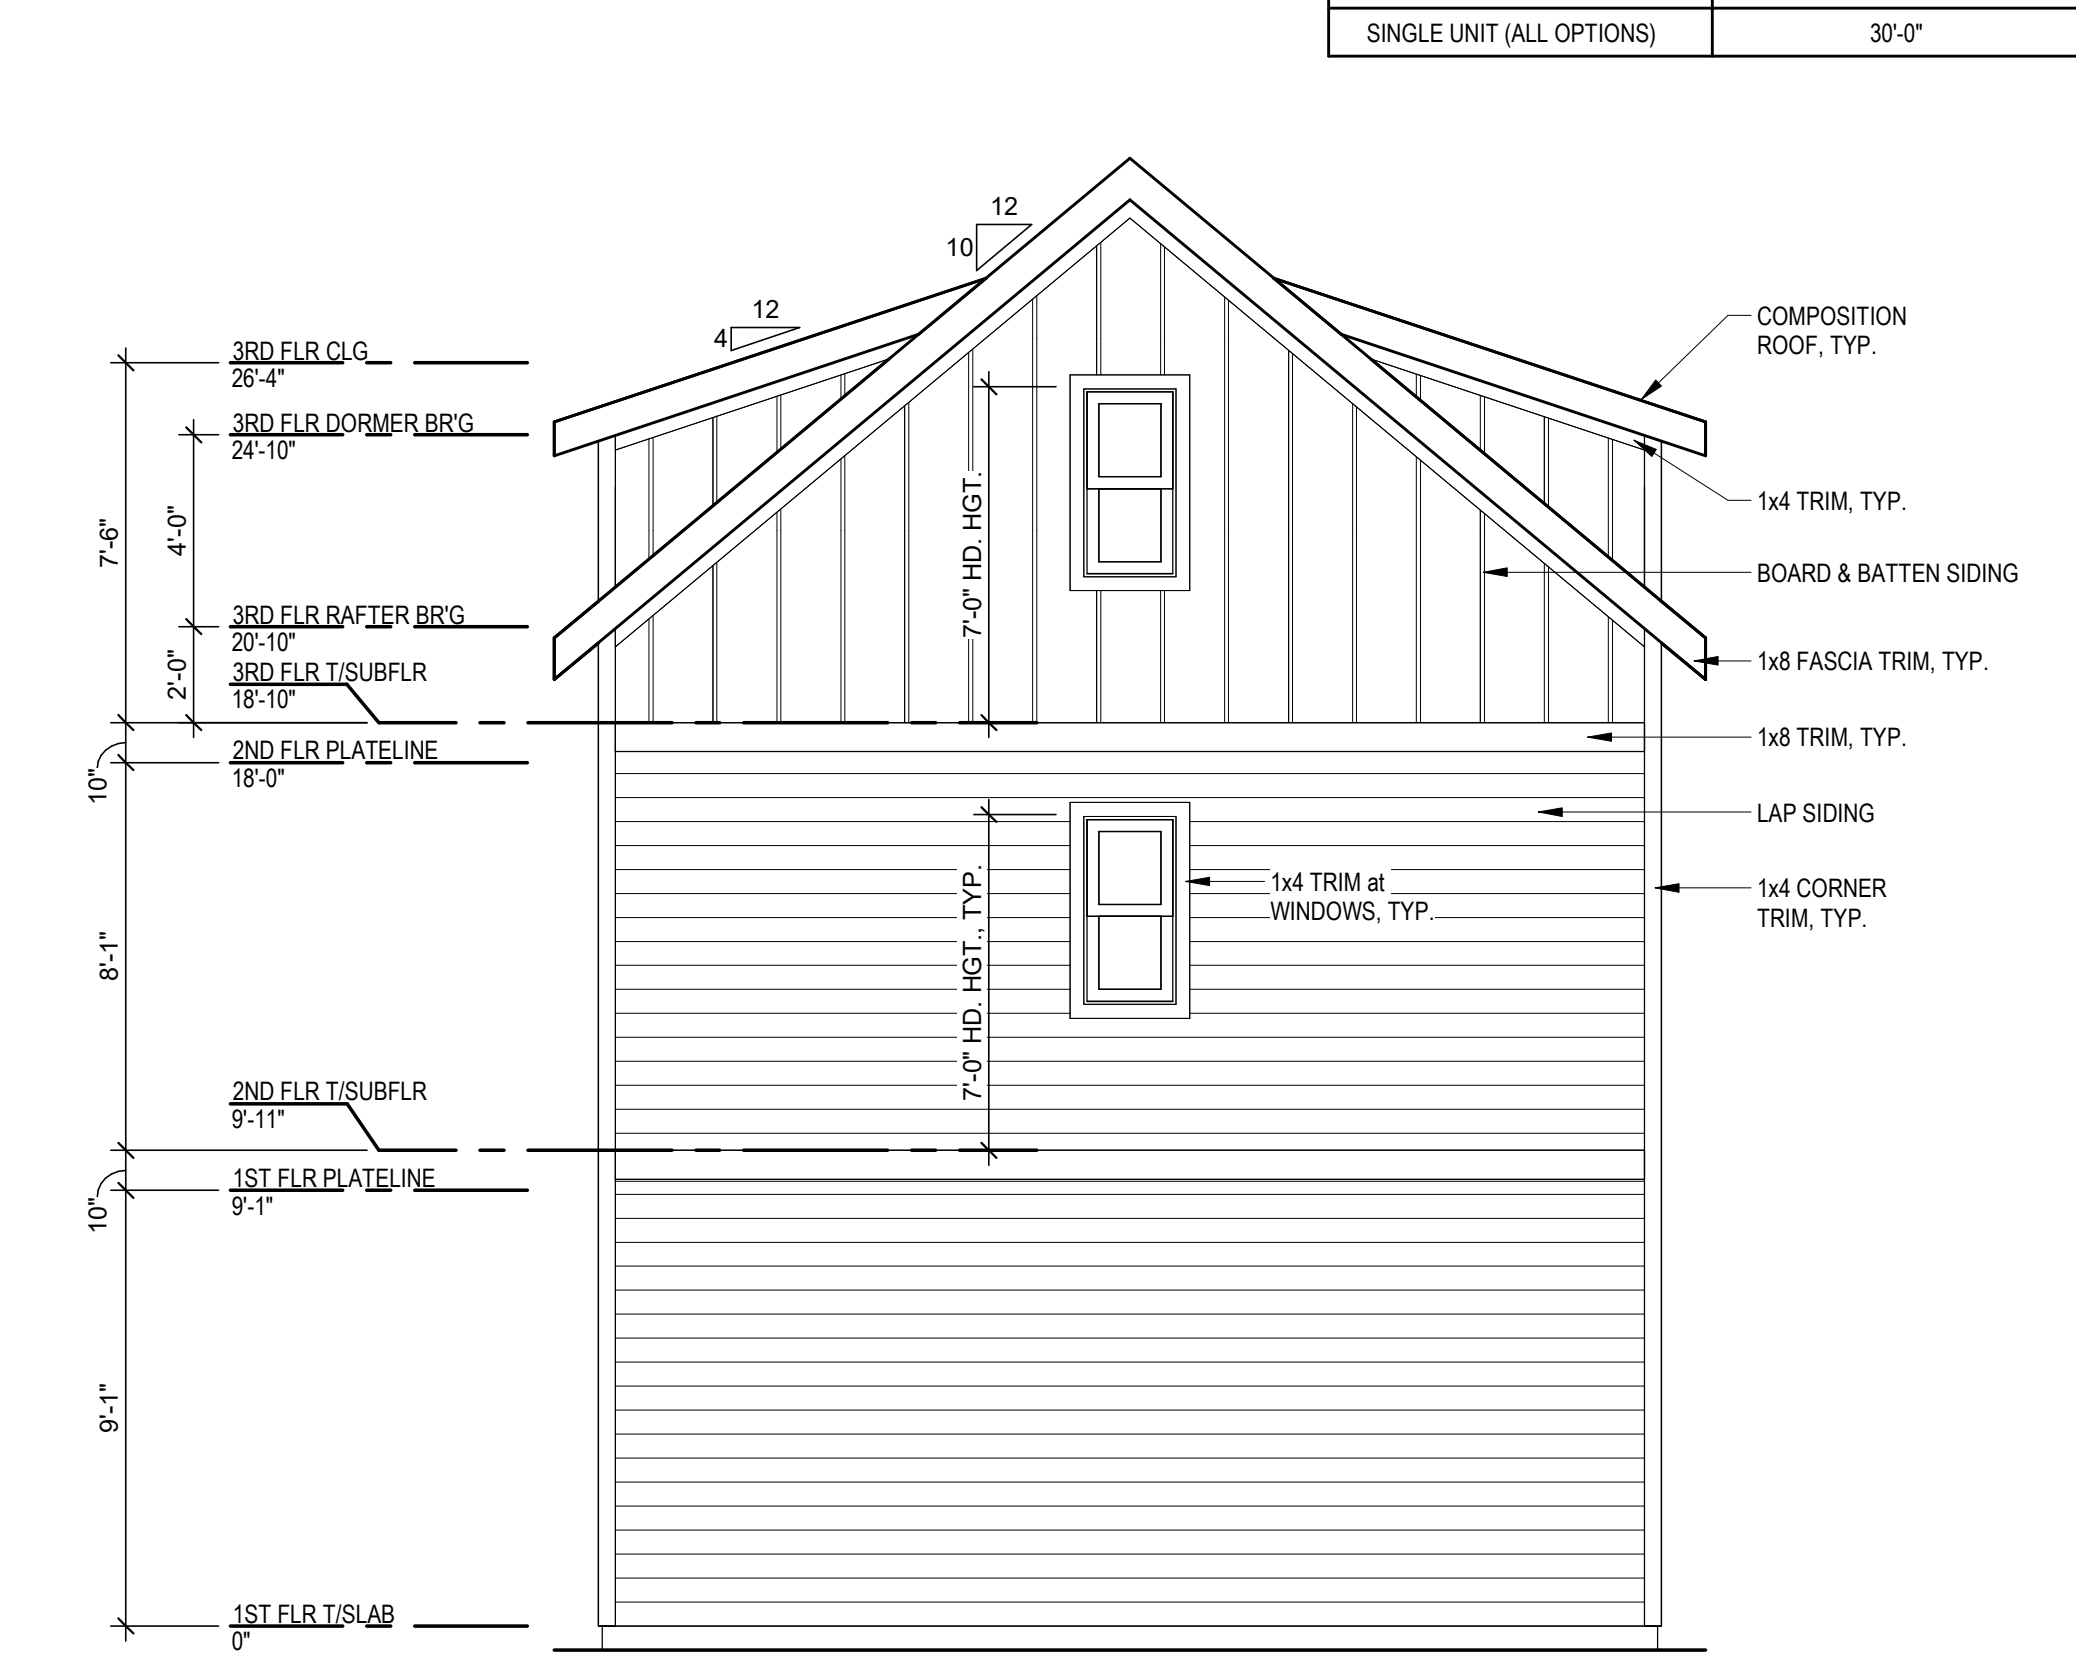 SINGLE UNIT (ALL OPTIONS) 30'-0"
12
10
12
4
3RD FLR CLG
26'-4"
3RD FLR DORMER BR'G
24'-10"
3RD FLR RAFTER BR'G
20'-10"
3RD FLR T/SUBFLR
18'-10"
2ND FLR PLATELINE
18'-0"
2ND FLR T/SUBFLR
9'-11"
1ST FLR PLATELINE
9'-1"
1ST FLR T/SLAB
0"
7'-6"
4'-0"
2'-0"
10"
8'-1"
10"
9'-1"
7'-0" HD. HGT.
7'-0" HD. HGT., TYP.
1x4 TRIM at
WINDOWS, TYP.
COMPOSITION
ROOF, TYP.
1x4 TRIM, TYP.
BOARD & BATTEN SIDING
1x8 FASCIA TRIM, TYP.
1x8 TRIM, TYP.
LAP SIDING
1x4 CORNER
TRIM, TYP.